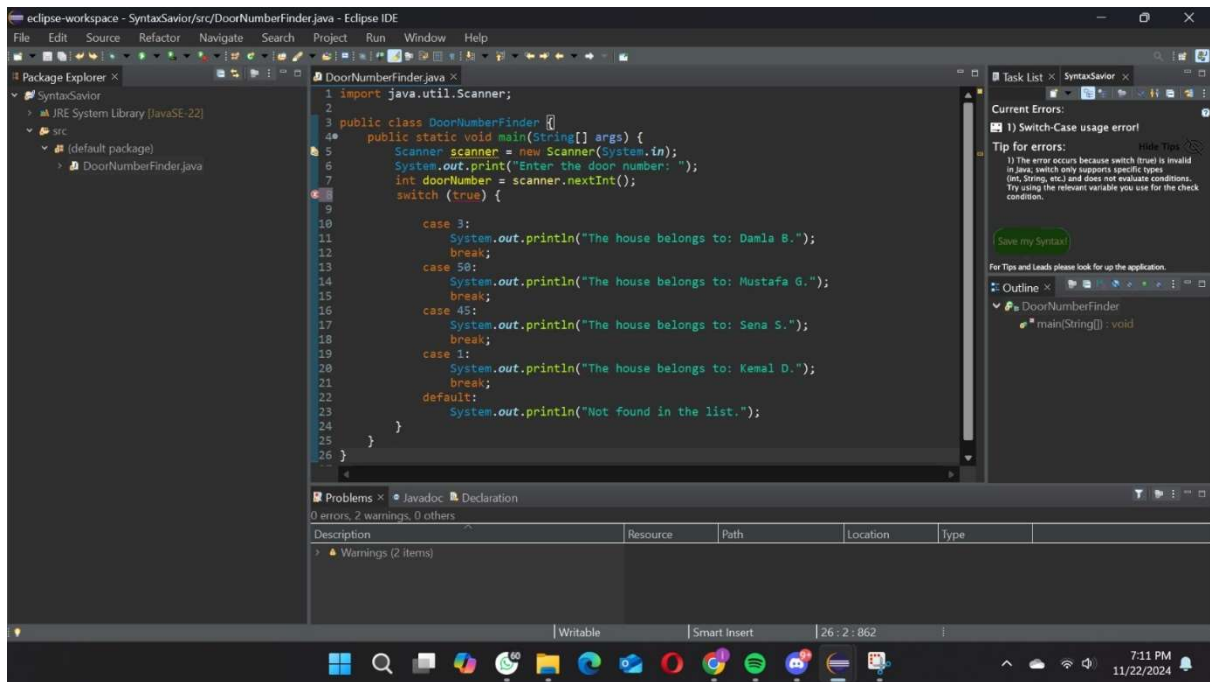 eclipse-workspace - SyntaxSavior/src/DoorNumberFinder.java - Eclipse IDE
File Edit Source Refactor Navigate Search Project Run Window Help
Package Explorer
SyntaxSavior
JRE System Library [JavaSE-22]
src
(default package)
DoorNumberFinder.java
DoorNumberFinder.java
1 import java.util.Scanner;
2
3 public class DoorNumberFinder {
4 public static void main(String[] args) {
5 Scanner scanner = new Scanner(System.in);
6 System.out.print("Enter the door number: ");
7 int doorNumber = scanner.nextInt();
8 switch (true) {
9
10 case 3:
11 System.out.println("The house belongs to: Damla B.");
12 break;
13 case 50:
14 System.out.println("The house belongs to: Mustafa G.");
15 break;
16 case 45:
17 System.out.println("The house belongs to: Sena S.");
18 break;
19 case 1:
20 System.out.println("The house belongs to: Kemal D.");
21 break;
22 default:
23 System.out.println("Not found in the list.");
24 }
25 }
26 }
Task List SyntaxSavior
Current Errors:
1) Switch-Case usage error!
Tip for errors: Hide Tips
1) The error occurs because switch (true) is invalid
in Java; switch only supports specific types
(int, String, etc.) and does not evaluate conditions.
Try using the relevant variable you use for the check
condition.
Save my Syntax!
For Tips and Leads please look for up the application.
Outline
DoorNumberFinder
main(String[]) : void
Problems Javadoc Declaration
0 errors, 2 warnings, 0 others
Description Resource Path Location Type
Warnings (2 items)
Writable Smart Insert 26 : 2 : 862
60
7:11 PM
11/22/2024